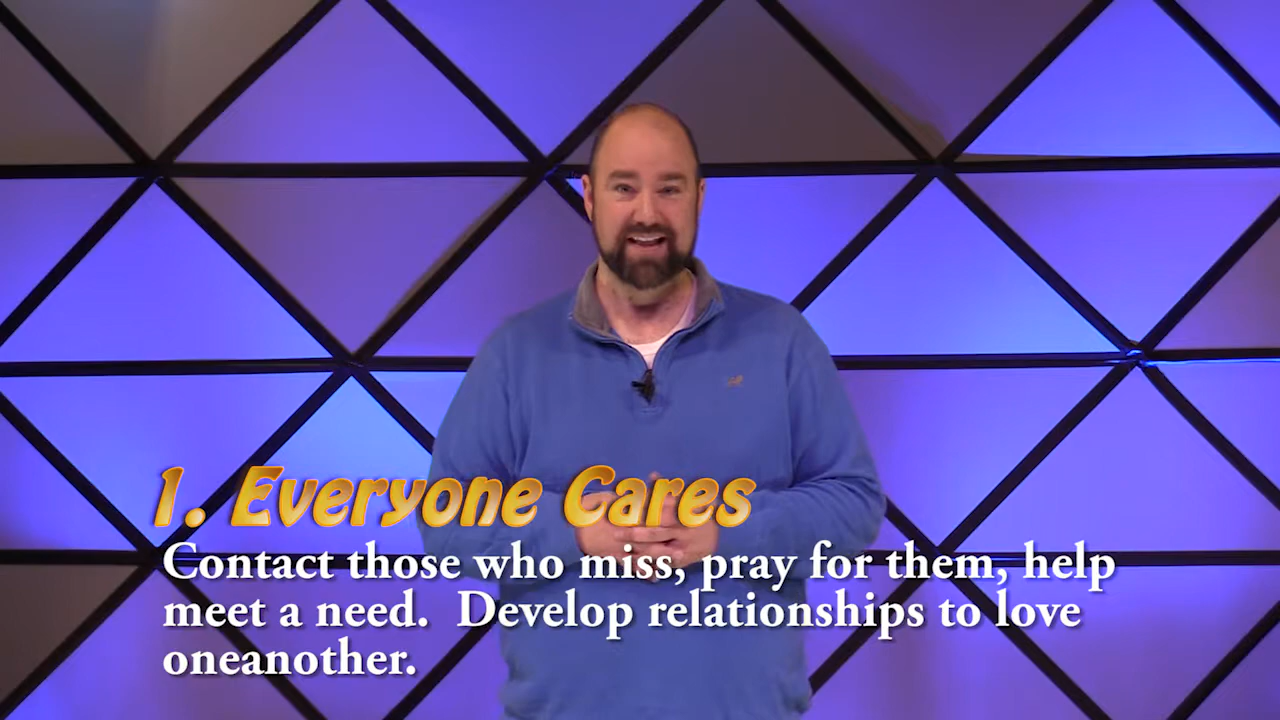 1. Everyone Cares
Contact those who miss, pray for them, help
meet a need.  Develop relationships to love
oneanother.